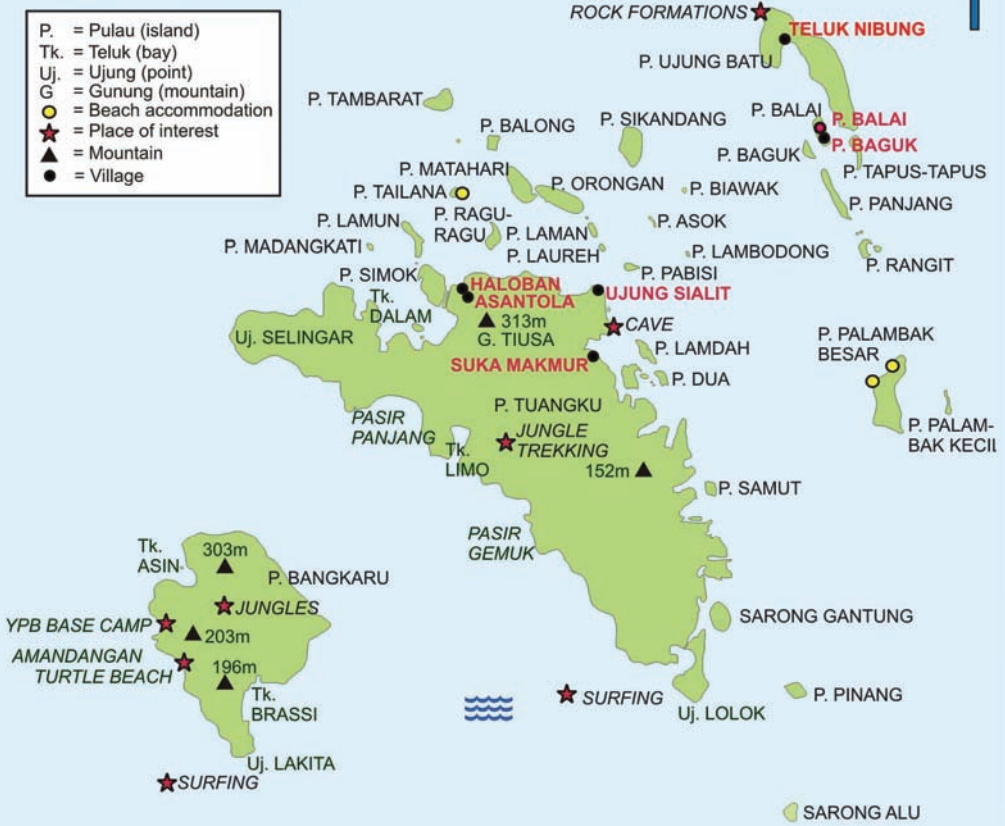 P. = Pulau (island)
Tk. = Teluk (bay)
Uj. = Ujung (point)
G = Gunung (mountain)
= Beach accommodation
= Place of interest
= Mountain
= Village
ROCK FORMATIONS
TELUK NIBUNG
P. UJUNG BATU
P. TAMBARAT
P. BALONG
P. SIKANDANG
P. BALAI
P. BALAI
P. BAGUK
P. BAGUK
P. MATAHARI
P. TAILANA
P. ORONGAN
P. BIAWAK
P. TAPUS-TAPUS
P. PANJANG
P. LAMUN
P. RAGU-
RAGU
P. LAMAN
P. ASOK
P. MADANGKATI
P. LAUREH
P. LAMBODONG
P. RANGIT
P. SIMOK
P. PABISI
HALOBAN
ASANTOLA
UJUNG SIALIT
Tk.
DALAM
313m
G. TIUSA
CAVE
Uj. SELINGAR
P. LAMDAH
P. PALAMBAK
BESAR
SUKA MAKMUR
P. DUA
P. TUANGKU
PASIR
PANJANG
JUNGLE
TREKKING
P. PALAM-
BAK KECIL
Tk.
LIMO
152m
P. SAMUT
PASIR
GEMUK
Tk.
ASIN
303m
P. BANGKARU
JUNGLES
SARONG GANTUNG
YPB BASE CAMP
203m
AMANDANGAN
TURTLE BEACH
196m
Tk.
BRASSI
SURFING
Uj. LOLOK
P. PINANG
Uj. LAKITA
SURFING
SARONG ALU